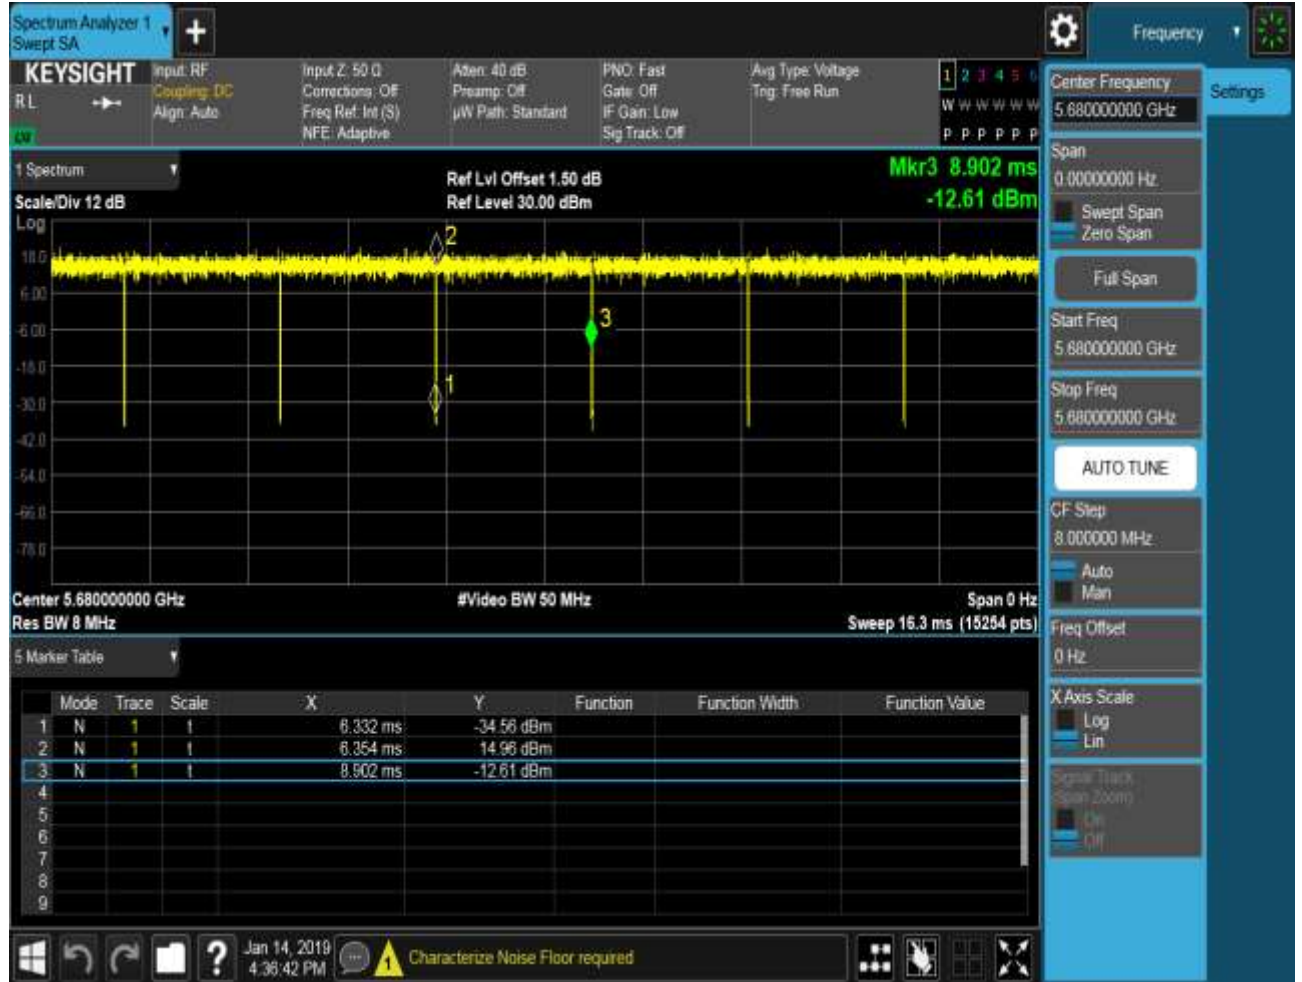 Spectrum Analyzer 1
Swept SA
+
Frequency
KEYSIGHT
RL
Input: RF
Coupling: DC
Align: Auto
Input Z: 50 Ω
Corrections: Off
Freq Ref: Int (S)
NFE: Adaptive
Atten: 40 dB
Preamp: Off
µW Path: Standard
PNO: Fast
Gate: Off
IF Gain: Low
Sig Track: Off
Avg Type: Voltage
Trig: Free Run
1 2 3 4 5 6
W W W W W W
P P P P P P
1 Spectrum
Scale/Div 12 dB
Ref Lvl Offset 1.50 dB
Ref Level 30.00 dBm
Mkr3 8.902 ms
-12.61 dBm
Log
18.0
6.00
-6.00
-18.0
-30.0
-42.0
-54.0
-66.0
-78.0
2
3
1
Center 5.680000000 GHz
#Video BW 50 MHz
Span 0 Hz
Res BW 8 MHz
Sweep 16.3 ms (15254 pts)
5 Marker Table
Mode Trace Scale X Y Function Function Width Function Value
1 N 1 t 6.332 ms -34.56 dBm
2 N 1 t 6.354 ms 14.96 dBm
3 N 1 t 8.902 ms -12.61 dBm
4
5
6
7
8
9
?
Jan 14, 2019
4:36:42 PM
1
Characterize Noise Floor required
Center Frequency
5.680000000 GHz
Settings
Span
0.00000000 Hz
Swept Span
Zero Span
Full Span
Start Freq
5.680000000 GHz
Stop Freq
5.680000000 GHz
AUTO TUNE
CF Step
8.000000 MHz
Auto
Man
Freq Offset
0 Hz
X Axis Scale
Log
Lin
Signal Track
(Span Zoom)
On
Off